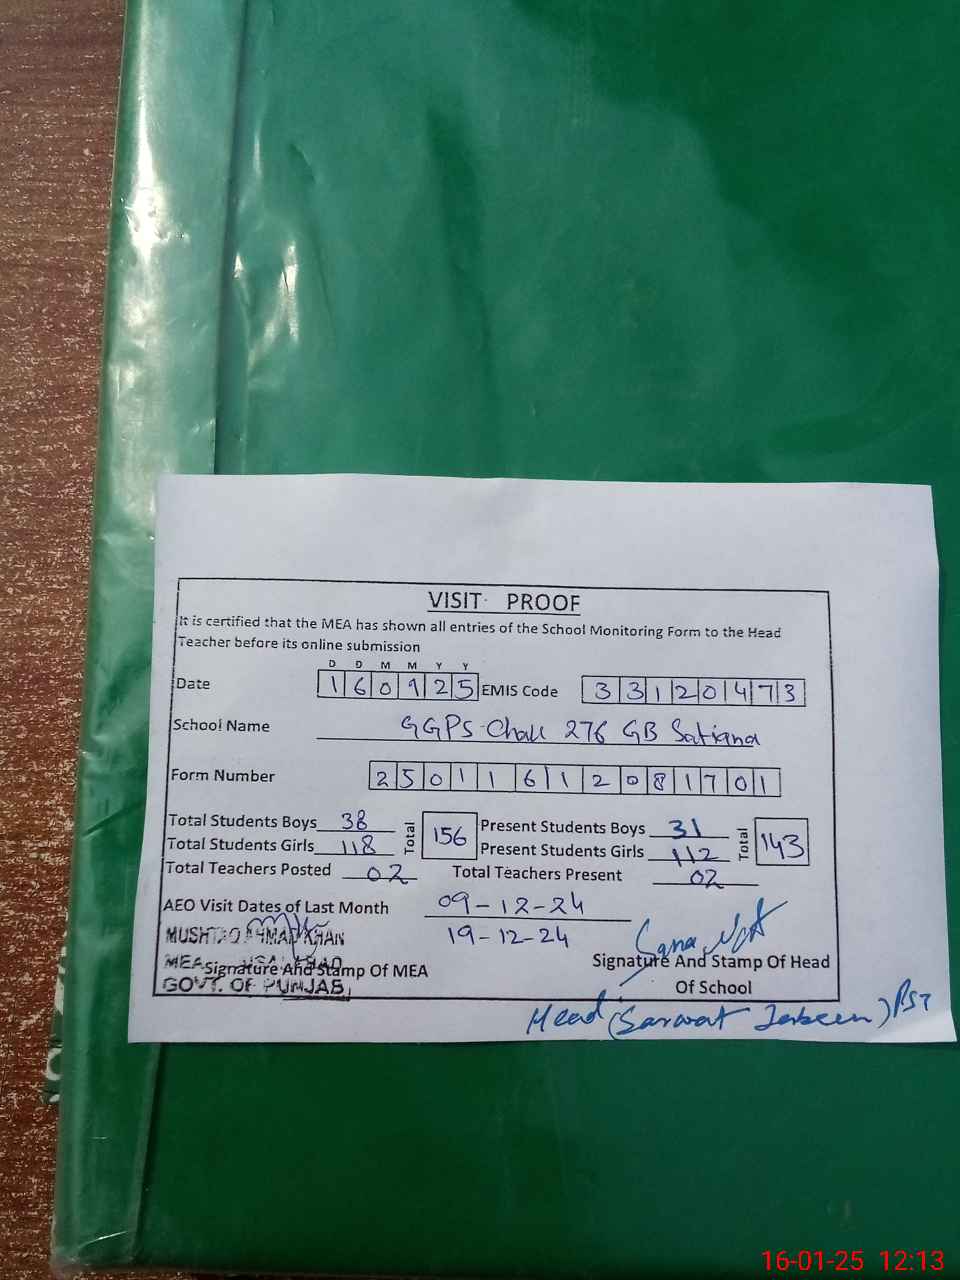 VISIT PROOF
It is certified that the MEA has shown all entries of the School Monitoring Form to the Head
Teacher before its online submission
D D M M Y Y
Date 1 6 0 1 2 5 EMIS Code 3 3 1 2 0 4 7 3
School Name GGPS Chak 276 GB Satiana
Form Number 2 5 0 1 1 6 1 2 0 8 1 7 0 1
Total Students Boys 38 Total 156 Present Students Boys 31 Total 143
Total Students Girls 118 Present Students Girls 112
Total Teachers Posted 02 Total Teachers Present 02
AEO Visit Dates of Last Month 09-12-24
19-12-24
MUSHTAQ AHMAD KHAN
MEA
Signature And Stamp Of MEA
GOVT. OF PUNJAB
Sana
Signature And Stamp Of Head
Of School
Head (Sarwat Jabeen) PST
16-01-25 12:13